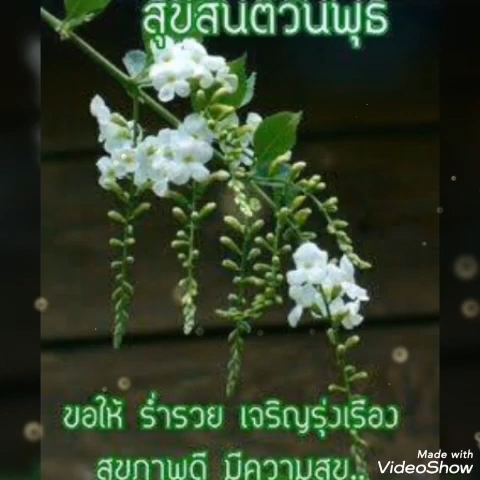 สุขสันต์วันพุธ
ขอให้ ร่ำรวย เจริญรุ่งเรือง
สุขภาพดี มีความสุข..
Made with
VideoShow